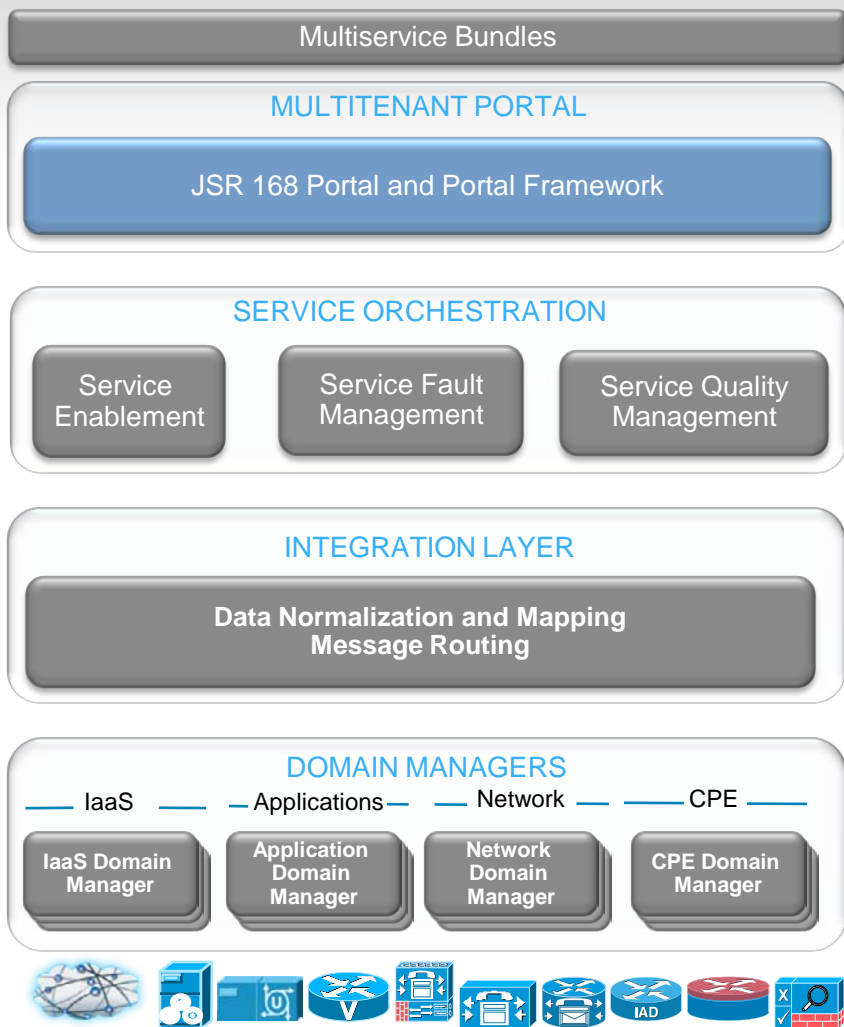 Multiservice Bundles
MULTITENANT PORTAL
JSR 168 Portal and Portal Framework
SERVICE ORCHESTRATION
Service
Enablement
Service Fault
Management
Service Quality
Management
INTEGRATION LAYER
Data Normalization and Mapping
Message Routing
DOMAIN MANAGERS
IaaS
Applications
Network
CPE
IaaS Domain
Manager
Application
Domain
Manager
Network
Domain
Manager
CPE Domain
Manager
U
V
IAD
X